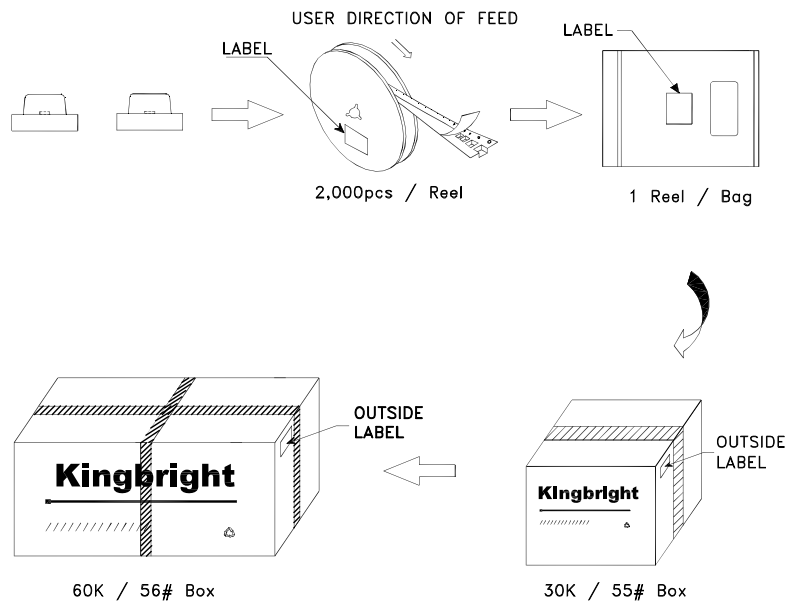 USER DIRECTION OF FEED
LABEL
LABEL
2,000pcs / Reel
1 Reel / Bag
OUTSIDE
LABEL
Kingbright
60K / 56# Box
OUTSIDE
LABEL
Kingbright
30K / 55# Box